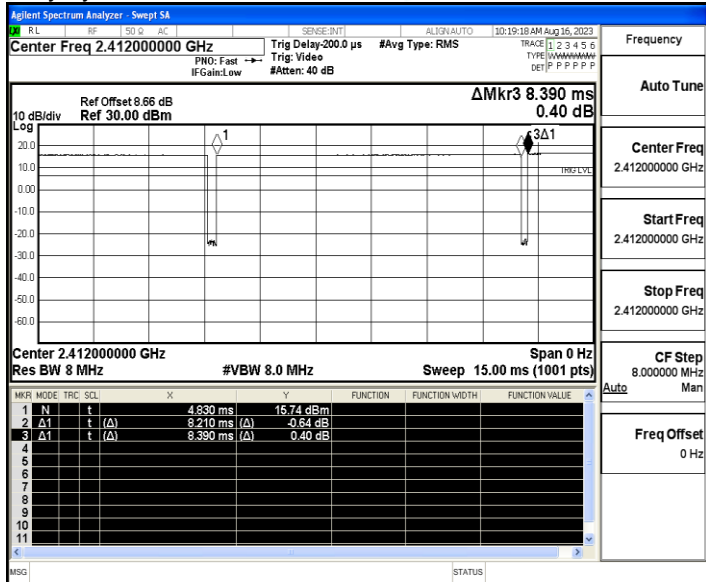 Agilent Spectrum Analyzer - Swept SA
RL RF 50 Ω AC SENSE:INT ALIGNAUTO 10:19:18 AM Aug 16, 2023
Center Freq 2.412000000 GHz
PNO: Fast
IFGain:Low
Trig Delay-200.0 µs
Trig: Video
#Atten: 40 dB
#Avg Type: RMS
TRACE 1 2 3 4 5 6
TYPE WWWWWW
DET P P P P P P
Frequency
Auto Tune
Center Freq
2.412000000 GHz
Start Freq
2.412000000 GHz
Stop Freq
2.412000000 GHz
CF Step
8.000000 MHz
Auto Man
Freq Offset
0 Hz
Ref Offset 8.66 dB
10 dB/div Ref 30.00 dBm
ΔMkr3 8.390 ms
0.40 dB
Log
20.0
10.0
0.00
-10.0
-20.0
-30.0
-40.0
-50.0
-60.0
1
3Δ1
TRIG LVL
Center 2.412000000 GHz Span 0 Hz
Res BW 8 MHz #VBW 8.0 MHz Sweep 15.00 ms (1001 pts)
MKR MODE TRC SCL X Y FUNCTION FUNCTION WIDTH FUNCTION VALUE
1 N t 4.830 ms 15.74 dBm
2 Δ1 t (Δ) 8.210 ms (Δ) -0.64 dB
3 Δ1 t (Δ) 8.390 ms (Δ) 0.40 dB
4
5
6
7
8
9
10
11
MSG STATUS